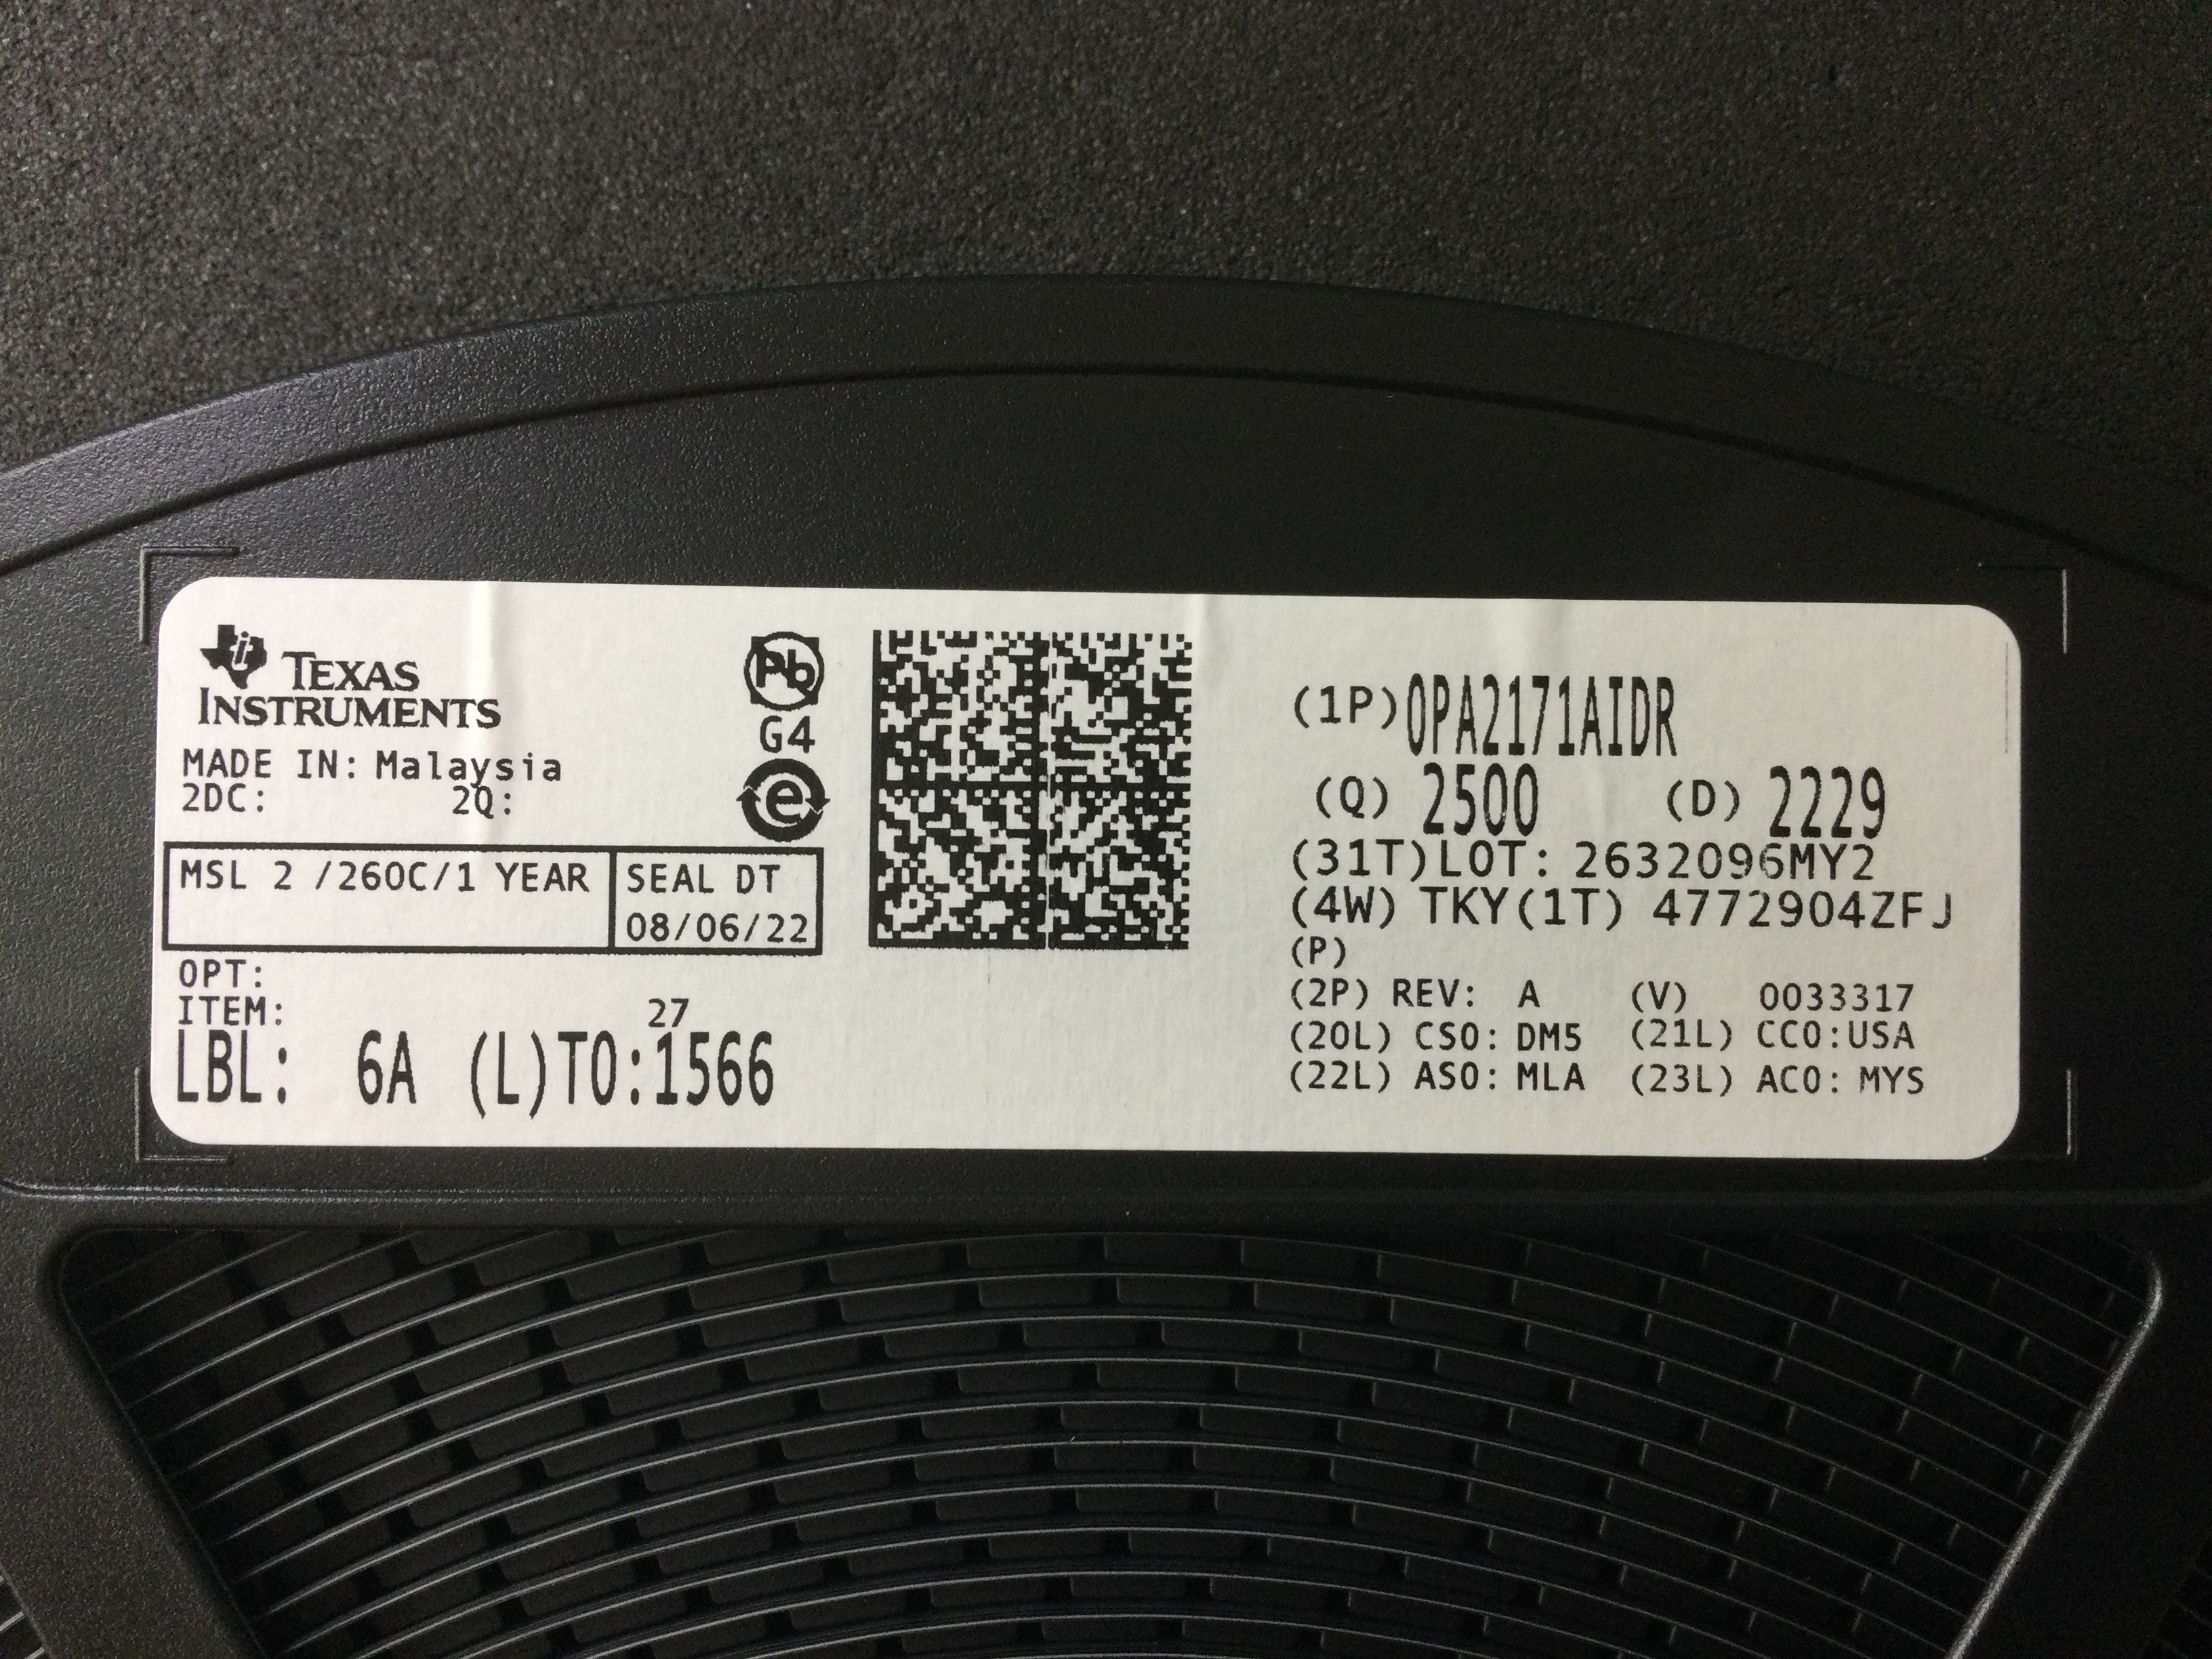 TEXAS
INSTRUMENTS
MADE IN: Malaysia
2DC: 2Q:
Pb
G4
e
MSL 2 /260C/1 YEAR
SEAL DT
08/06/22
OPT:
ITEM: 27
LBL: 6A (L)TO:1566
(1P)OPA2171AIDR
(Q) 2500 (D) 2229
(31T)LOT: 2632096MY2
(4W) TKY(1T) 4772904ZFJ
(P)
(2P) REV: A (V) 0033317
(20L) CSO: DM5 (21L) CCO:USA
(22L) ASO: MLA (23L) ACO: MYS